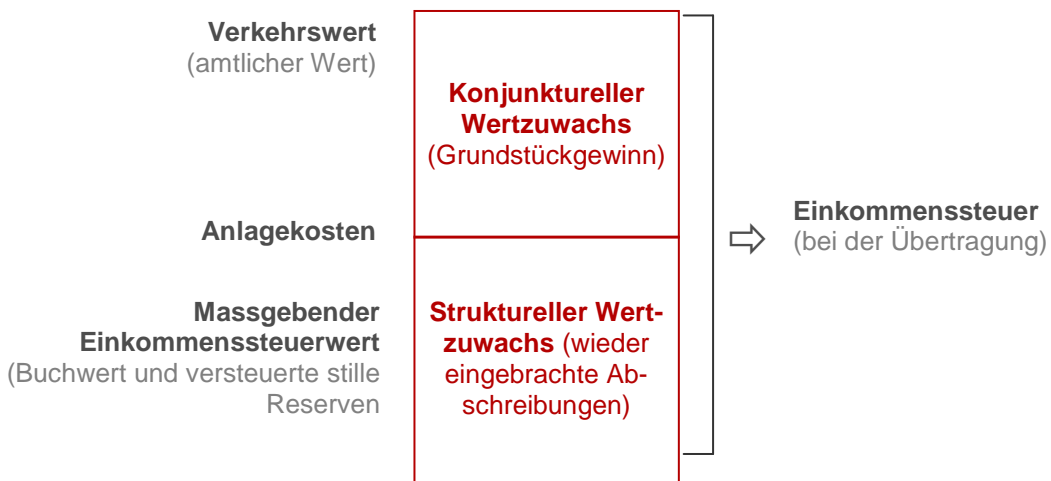 Verkehrswert
(amtlicher Wert)
Konjunktureller
Wertzuwachs
(Grundstückgewinn)
Anlagekosten
Einkommenssteuer
(bei der Übertragung)
Massgebender
Einkommenssteuerwert
(Buchwert und versteuerte stille
Reserven
Struktureller Wert-
zuwachs (wieder
eingebrachte Ab-
schreibungen)